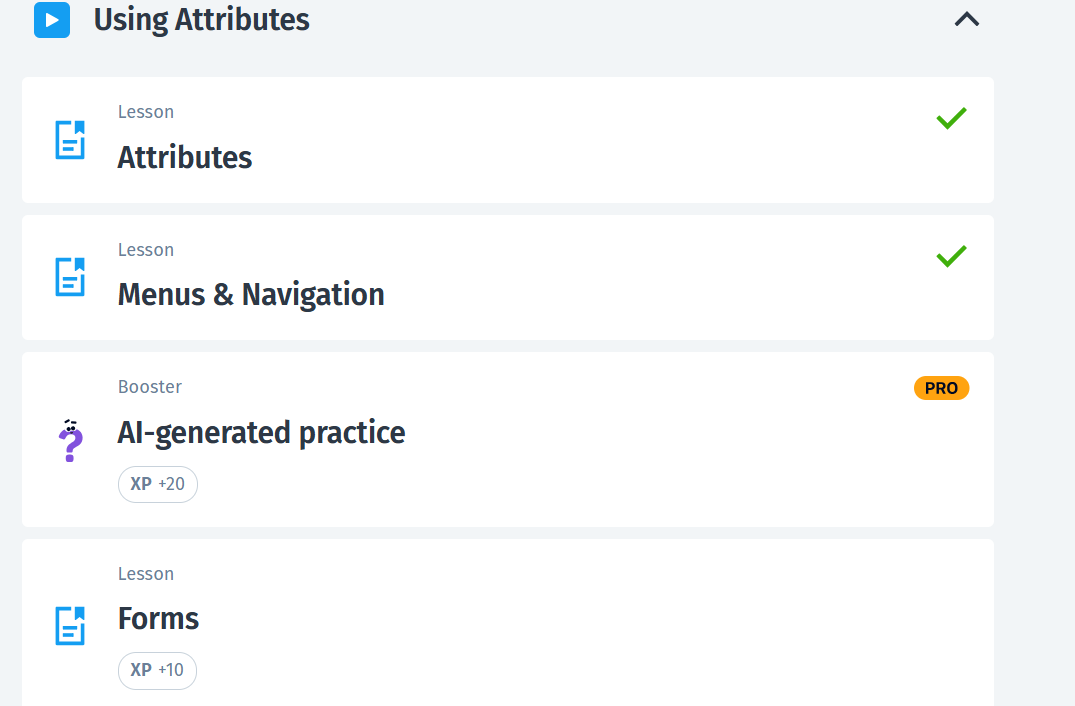 Using Attributes
Lesson
Attributes
Lesson
Menus & Navigation
Booster
PRO
AI-generated practice
XP +20
Lesson
Forms
XP +10